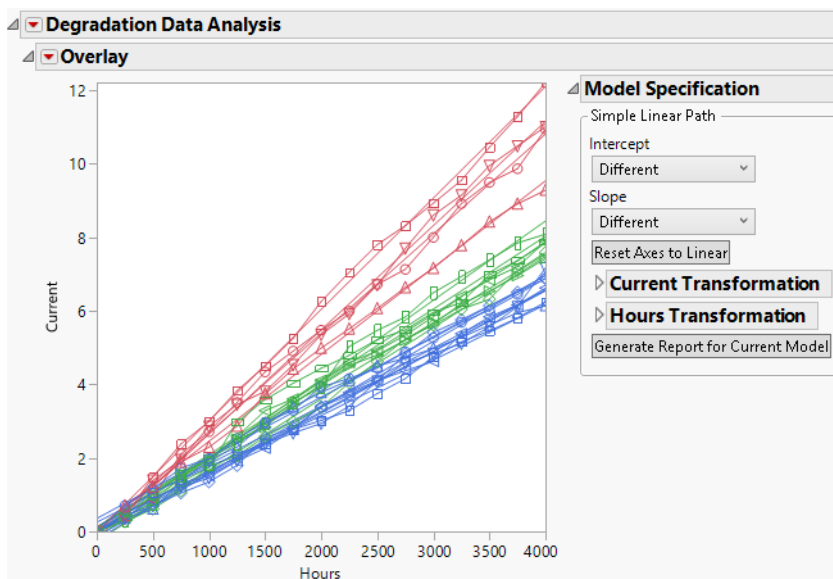 Degradation Data Analysis
Overlay
12
10
8
6
4
2
0
Current
0 500 1000 1500 2000 2500 3000 3500 4000
Hours
Model Specification
Simple Linear Path
Intercept
Different
Slope
Different
Reset Axes to Linear
Current Transformation
Hours Transformation
Generate Report for Current Model